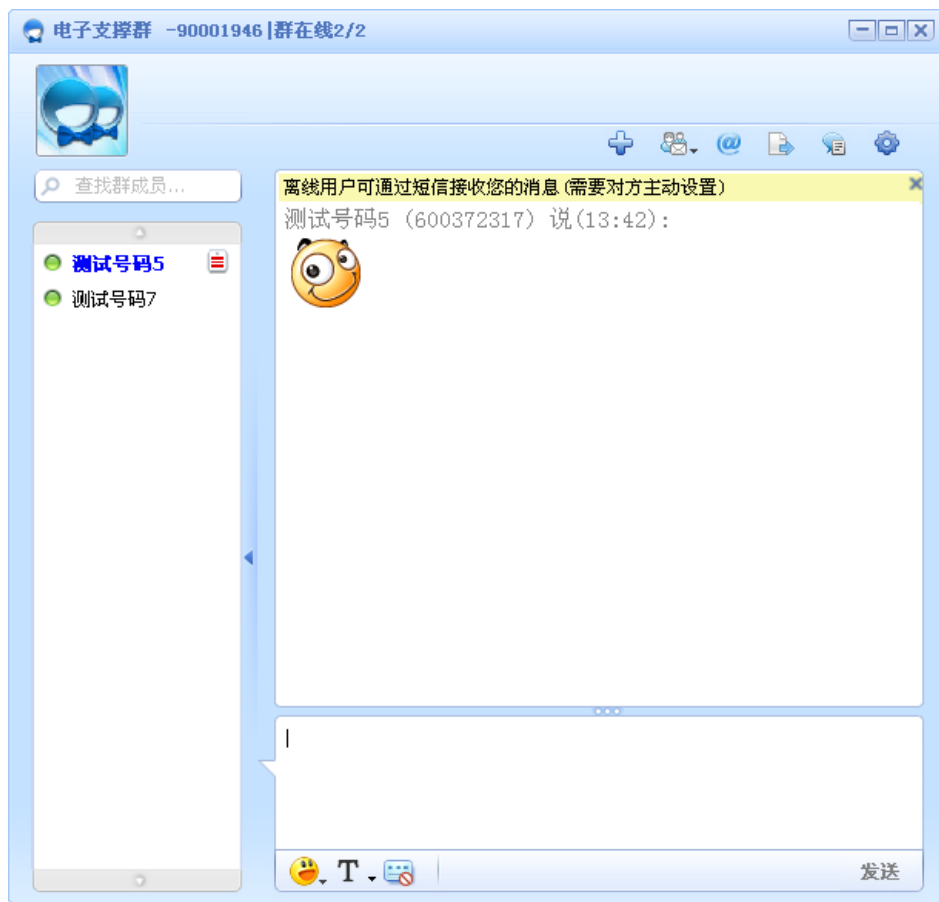 电子支撑群 -90001946|群在线2/2
查找群成员...
测试号码5
测试号码7
离线用户可通过短信接收您的消息(需要对方主动设置)
测试号码5 (600372317) 说(13:42):
T
发送